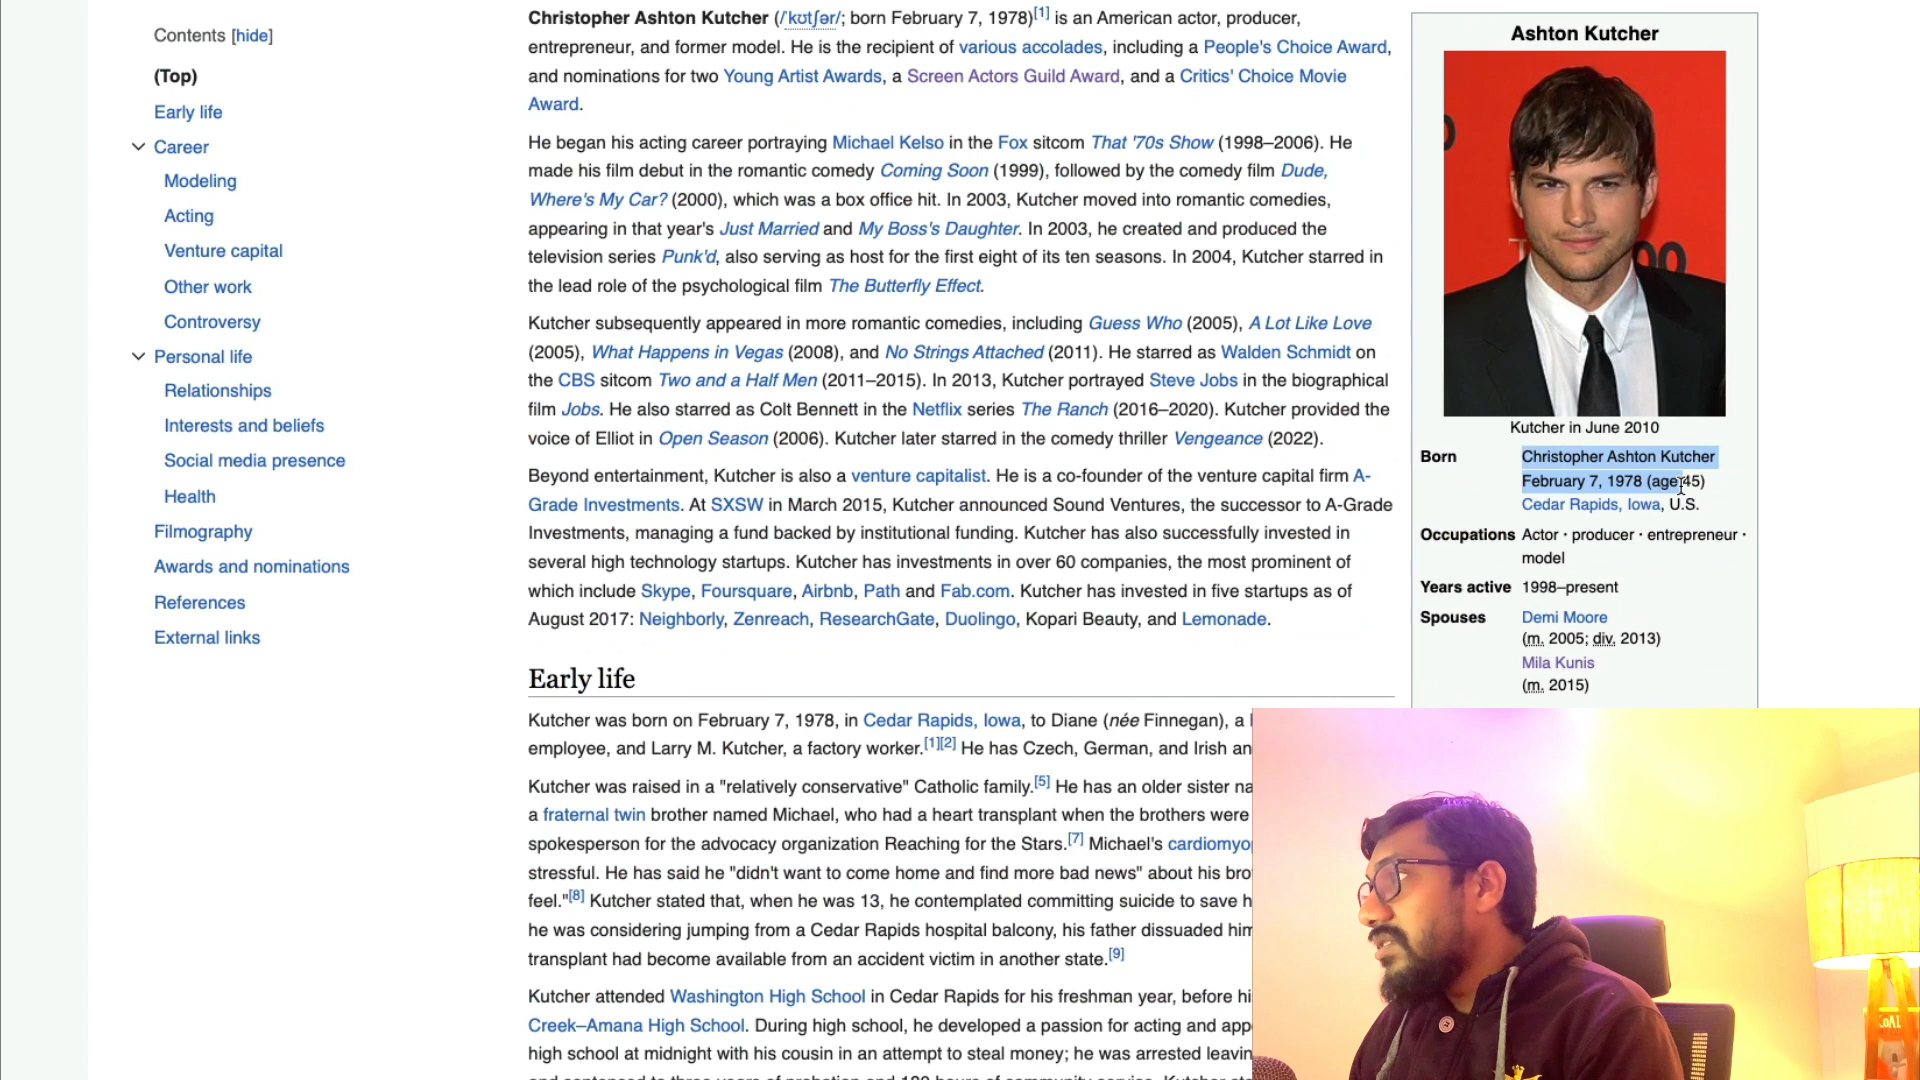 Contents [hide]
(Top)
Early life
Career
Modeling
Acting
Venture capital
Other work
Controversy
Personal life
Relationships
Interests and beliefs
Social media presence
Health
Filmography
Awards and nominations
References
External links
Christopher Ashton Kutcher (/ˈkʊtʃər/; born February 7, 1978)[1] is an American actor, producer,
entrepreneur, and former model. He is the recipient of various accolades, including a People's Choice Award,
and nominations for two Young Artist Awards, a Screen Actors Guild Award, and a Critics' Choice Movie
Award.
He began his acting career portraying Michael Kelso in the Fox sitcom That '70s Show (1998–2006). He
made his film debut in the romantic comedy Coming Soon (1999), followed by the comedy film Dude,
Where's My Car? (2000), which was a box office hit. In 2003, Kutcher moved into romantic comedies,
appearing in that year's Just Married and My Boss's Daughter. In 2003, he created and produced the
television series Punk'd, also serving as host for the first eight of its ten seasons. In 2004, Kutcher starred in
the lead role of the psychological film The Butterfly Effect.
Kutcher subsequently appeared in more romantic comedies, including Guess Who (2005), A Lot Like Love
(2005), What Happens in Vegas (2008), and No Strings Attached (2011). He starred as Walden Schmidt on
the CBS sitcom Two and a Half Men (2011–2015). In 2013, Kutcher portrayed Steve Jobs in the biographical
film Jobs. He also starred as Colt Bennett in the Netflix series The Ranch (2016–2020). Kutcher provided the
voice of Elliot in Open Season (2006). Kutcher later starred in the comedy thriller Vengeance (2022).
Beyond entertainment, Kutcher is also a venture capitalist. He is a co-founder of the venture capital firm A-
Grade Investments. At SXSW in March 2015, Kutcher announced Sound Ventures, the successor to A-Grade
Investments, managing a fund backed by institutional funding. Kutcher has also successfully invested in
several high technology startups. Kutcher has investments in over 60 companies, the most prominent of
which include Skype, Foursquare, Airbnb, Path and Fab.com. Kutcher has invested in five startups as of
August 2017: Neighborly, Zenreach, ResearchGate, Duolingo, Kopari Beauty, and Lemonade.
Early life
Kutcher was born on February 7, 1978, in Cedar Rapids, Iowa, to Diane (née Finnegan), a
employee, and Larry M. Kutcher, a factory worker.[1][2] He has Czech, German, and Irish an
Kutcher was raised in a "relatively conservative" Catholic family.[5] He has an older sister na
a fraternal twin brother named Michael, who had a heart transplant when the brothers were
spokesperson for the advocacy organization Reaching for the Stars.[7] Michael's cardiomyo
stressful. He has said he "didn't want to come home and find more bad news" about his bro
feel."[8] Kutcher stated that, when he was 13, he contemplated committing suicide to save h
he was considering jumping from a Cedar Rapids hospital balcony, his father dissuaded him
transplant had become available from an accident victim in another state.[9]
Kutcher attended Washington High School in Cedar Rapids for his freshman year, before hi
Creek–Amana High School. During high school, he developed a passion for acting and app
high school at midnight with his cousin in an attempt to steal money; he was arrested leavin
Ashton Kutcher
Kutcher in June 2010
Born Christopher Ashton Kutcher
February 7, 1978 (age 45)
Cedar Rapids, Iowa, U.S.
Occupations Actor · producer · entrepreneur ·
model
Years active 1998–present
Spouses Demi Moore
(m. 2005; div. 2013)
Mila Kunis
(m. 2015)